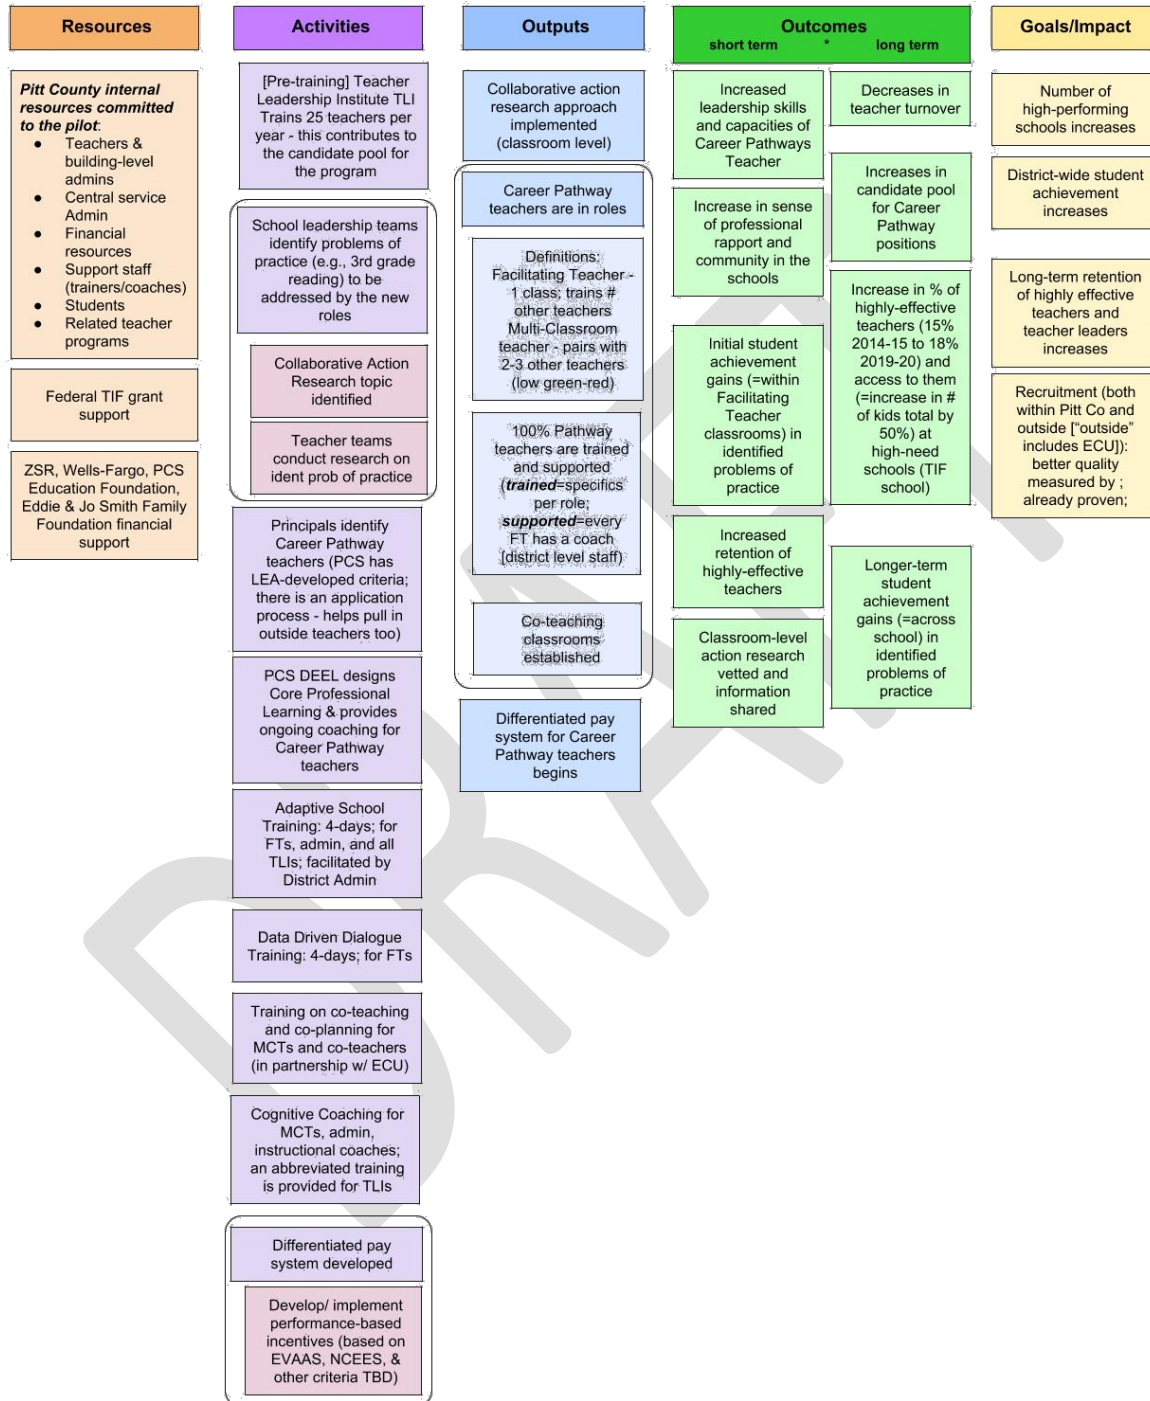 Resources
Pitt County internal
resources committed
to the pilot:
● Teachers &
building-level
admins
● Central service
Admin
● Financial
resources
● Support staff
(trainers/coaches)
● Students
● Related teacher
programs
Federal TIF grant
support
ZSR, Wells-Fargo, PCS
Education Foundation,
Eddie & Jo Smith Family
Foundation financial
support
Activities
[Pre-training] Teacher
Leadership Institute TLI
Trains 25 teachers per
year - this contributes to
the candidate pool for
the program
School leadership teams
identify problems of
practice (e.g., 3rd grade
reading) to be
addressed by the new
roles
Collaborative Action
Research topic
identified
Teacher teams
conduct research on
ident prob of practice
Principals identify
Career Pathway
teachers (PCS has
LEA-developed criteria;
there is an application
process - helps pull in
outside teachers too)
PCS DEEL designs
Core Professional
Learning & provides
ongoing coaching for
Career Pathway
teachers
Adaptive School
Training: 4-days; for
FTs, admin, and all
TLIs; facilitated by
District Admin
Data Driven Dialogue
Training: 4-days; for FTs
Training on co-teaching
and co-planning for
MCTs and co-teachers
(in partnership w/ ECU)
Cognitive Coaching for
MCTs, admin,
instructional coaches;
an abbreviated training
is provided for TLIs
Differentiated pay
system developed
Develop/ implement
performance-based
incentives (based on
EVAAS, NCEES, &
other criteria TBD)
Outputs
Collaborative action
research approach
implemented
(classroom level)
Career Pathway
teachers are in roles
Definitions:
Facilitating Teacher -
1 class; trains #
other teachers
Multi-Classroom
teacher - pairs with
2-3 other teachers
(low green-red)
100% Pathway
teachers are trained
and supported
(trained=specifics
per role;
supported=every
FT has a coach
[district level staff)
Co-teaching
classrooms
established
Differentiated pay
system for Career
Pathway teachers
begins
Outcomes
short term * long term
Increased
leadership skills
and capacities of
Career Pathways
Teacher
Increase in sense
of professional
rapport and
community in the
schools
Initial student
achievement
gains (=within
Facilitating
Teacher
classrooms) in
identified
problems of
practice
Increased
retention of
highly-effective
teachers
Classroom-level
action research
vetted and
information
shared
Decreases in
teacher turnover
Increases in
candidate pool
for Career
Pathway
positions
Increase in % of
highly-effective
teachers (15%
2014-15 to 18%
2019-20) and
access to them
(=increase in #
of kids total by
50%) at
high-need
schools (TIF
school)
Longer-term
student
achievement
gains (=across
school) in
identified
problems of
practice
Goals/Impact
Number of
high-performing
schools increases
District-wide student
achievement
increases
Long-term retention
of highly effective
teachers and
teacher leaders
increases
Recruitment (both
within Pitt Co and
outside ["outside"
includes ECU]):
better quality
measured by ;
already proven;
DRAFT